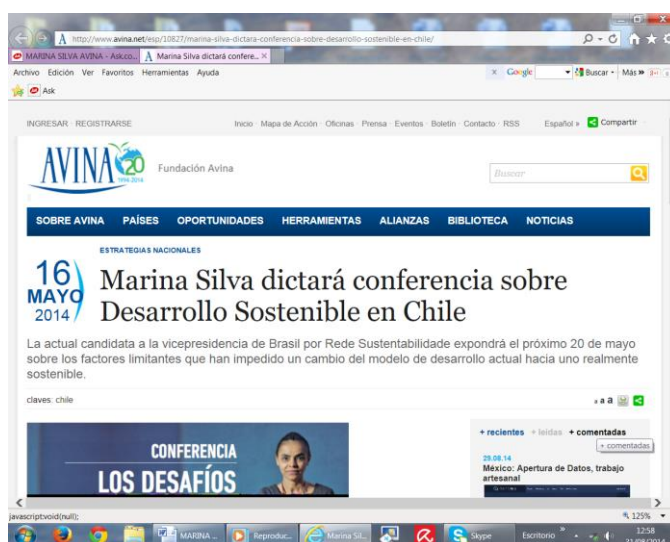 http://www.avina.net/esp/10827/marina-silva-dictara-conferencia-sobre-desarrollo-sostenible-en-chile/
MARINA SILVA AVINA - Ask.co... Marina Silva dictará confere... ×
Archivo Edición Ver Favoritos Herramientas Ayuda
x Google Buscar Más »
Ask
INGRESAR · REGISTRARSE Inicio · Mapa de Acción · Oficinas · Prensa · Eventos · Boletín · Contacto · RSS Español Compartir
AVINA 20 Fundación Avina
1994-2014
Buscar
SOBRE AVINA PAÍSES OPORTUNIDADES HERRAMIENTAS ALIANZAS BIBLIOTECA NOTICIAS
ESTRATEGIAS NACIONALES
16
MAYO
2014
Marina Silva dictará conferencia sobre
Desarrollo Sostenible en Chile
La actual candidata a la vicepresidencia de Brasil por Rede Sustentabilidade expondrá el próximo 20 de mayo
sobre los factores limitantes que han impedido un cambio del modelo de desarrollo actual hacia uno realmente
sostenible.
claves: chile a a a
CONFERENCIA
LOS DESAFÍOS
+ recientes + leidas + comentadas
+ comentadas
29.08.14
México: Apertura de Datos, trabajo
artesanal
javascript:void(null); 125%
MARINA ... Reproduc... Marina Sil... Skype Escritorio » 12:58
31/08/2014